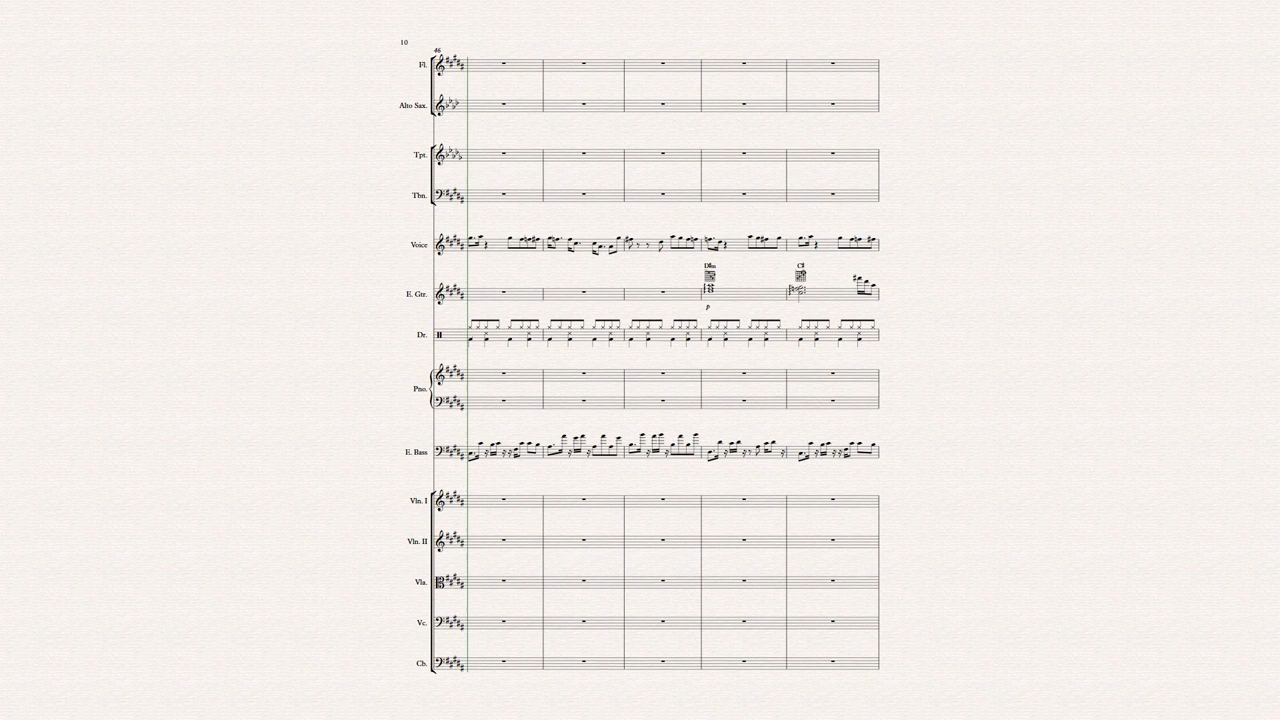 10
46
Fl.
Alto Sax.
Tpt.
Tbn.
Voice
D#m
C#
E. Gtr.
p
Dr.
Pno.
E. Bass
Vln. I
Vln. II
Vla.
Vc.
Cb.